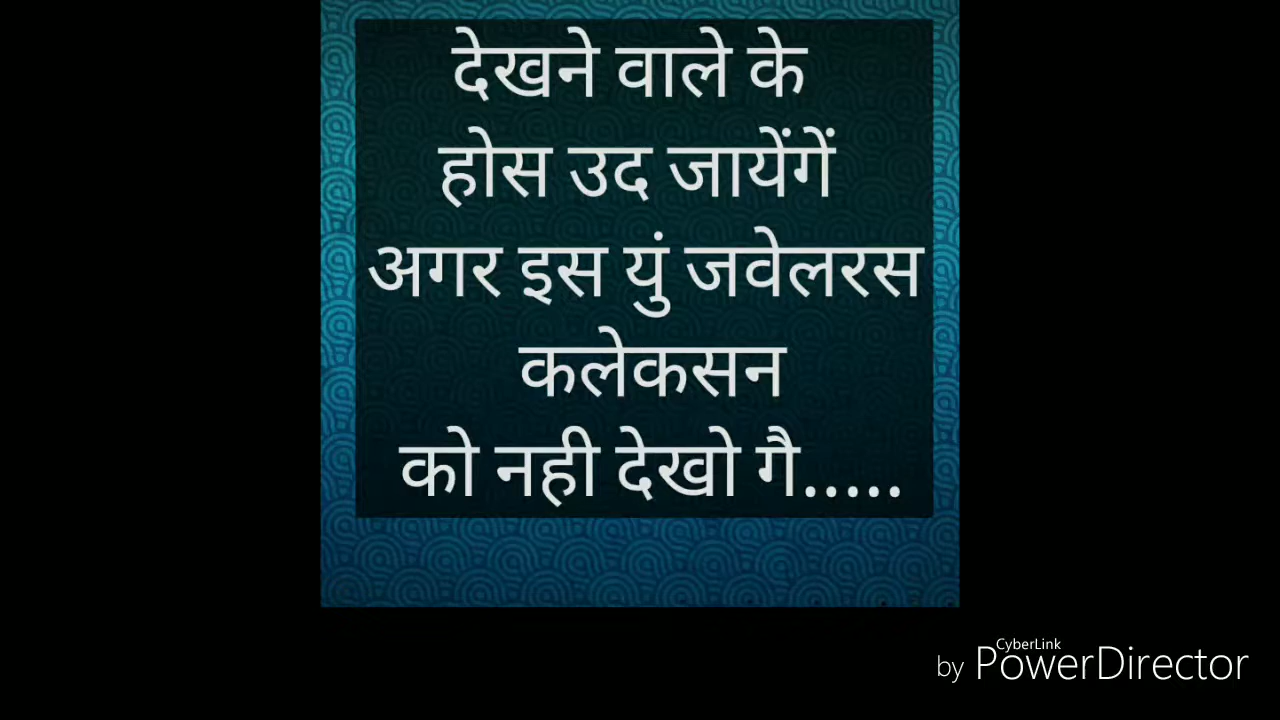 देखने वाले के
होस उद जायेंगें
अगर इस युं जवेलरस
कलेकसन
को नही देखो गै.....
CyberLink
by PowerDirector